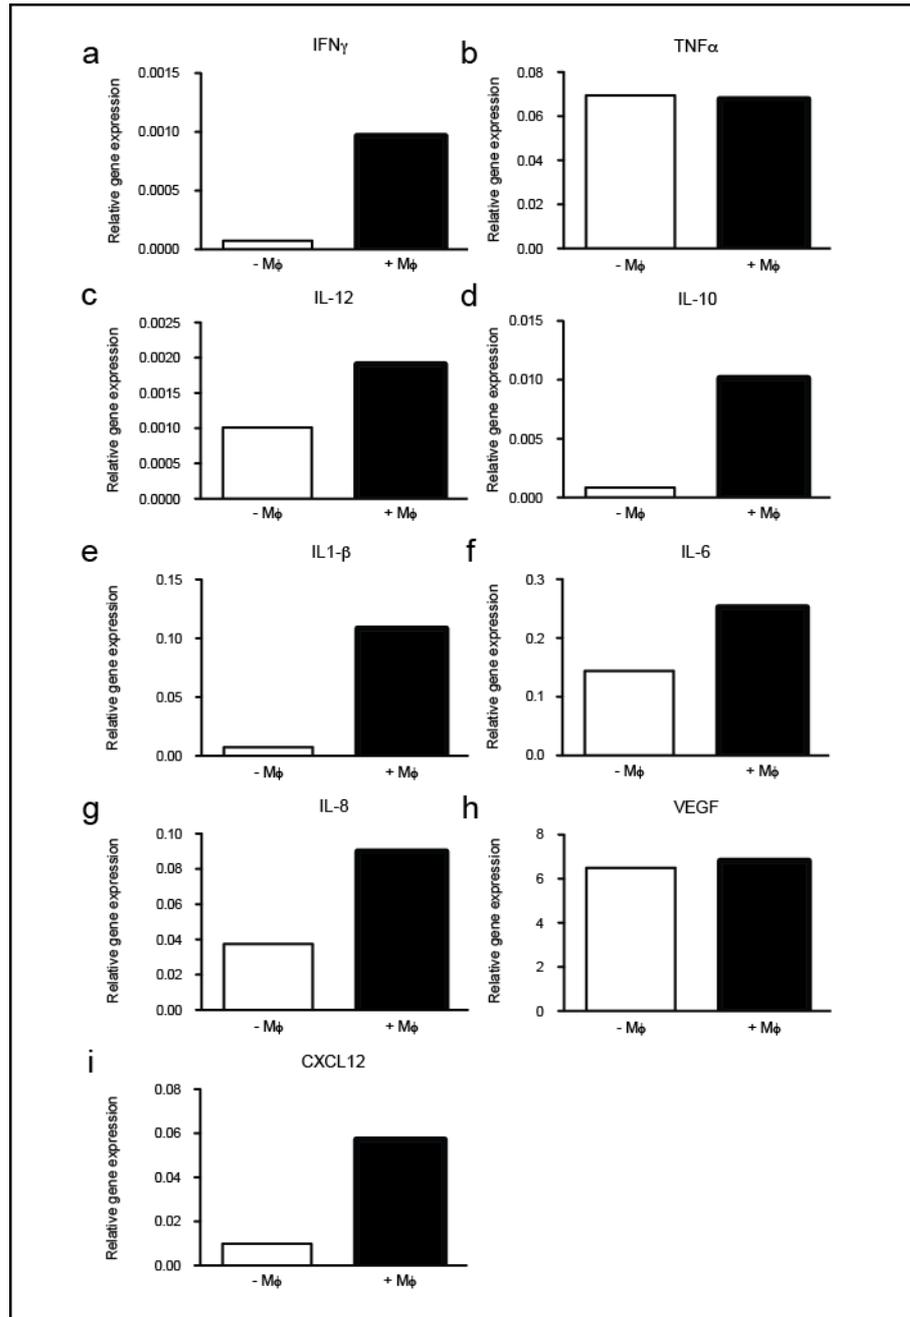 a
IFNγ
Relative gene expression
0.0015
0.0010
0.0005
0.0000
- Mϕ + Mϕ
b
TNFα
Relative gene expression
0.08
0.06
0.04
0.02
0.00
- Mϕ + Mϕ
c
IL-12
Relative gene expression
0.0025
0.0020
0.0015
0.0010
0.0005
0.0000
- Mϕ + Mϕ
d
IL-10
Relative gene expression
0.015
0.010
0.005
0.000
- Mϕ + Mϕ
e
IL1-β
Relative gene expression
0.15
0.10
0.05
0.00
- Mϕ + Mϕ
f
IL-6
Relative gene expression
0.3
0.2
0.1
0.0
- Mϕ + Mϕ
g
IL-8
Relative gene expression
0.10
0.08
0.06
0.04
0.02
0.00
- Mϕ + Mϕ
h
VEGF
Relative gene expression
8
6
4
2
0
- Mϕ + Mϕ
i
CXCL12
Relative gene expression
0.08
0.06
0.04
0.02
0.00
- Mϕ + Mϕ